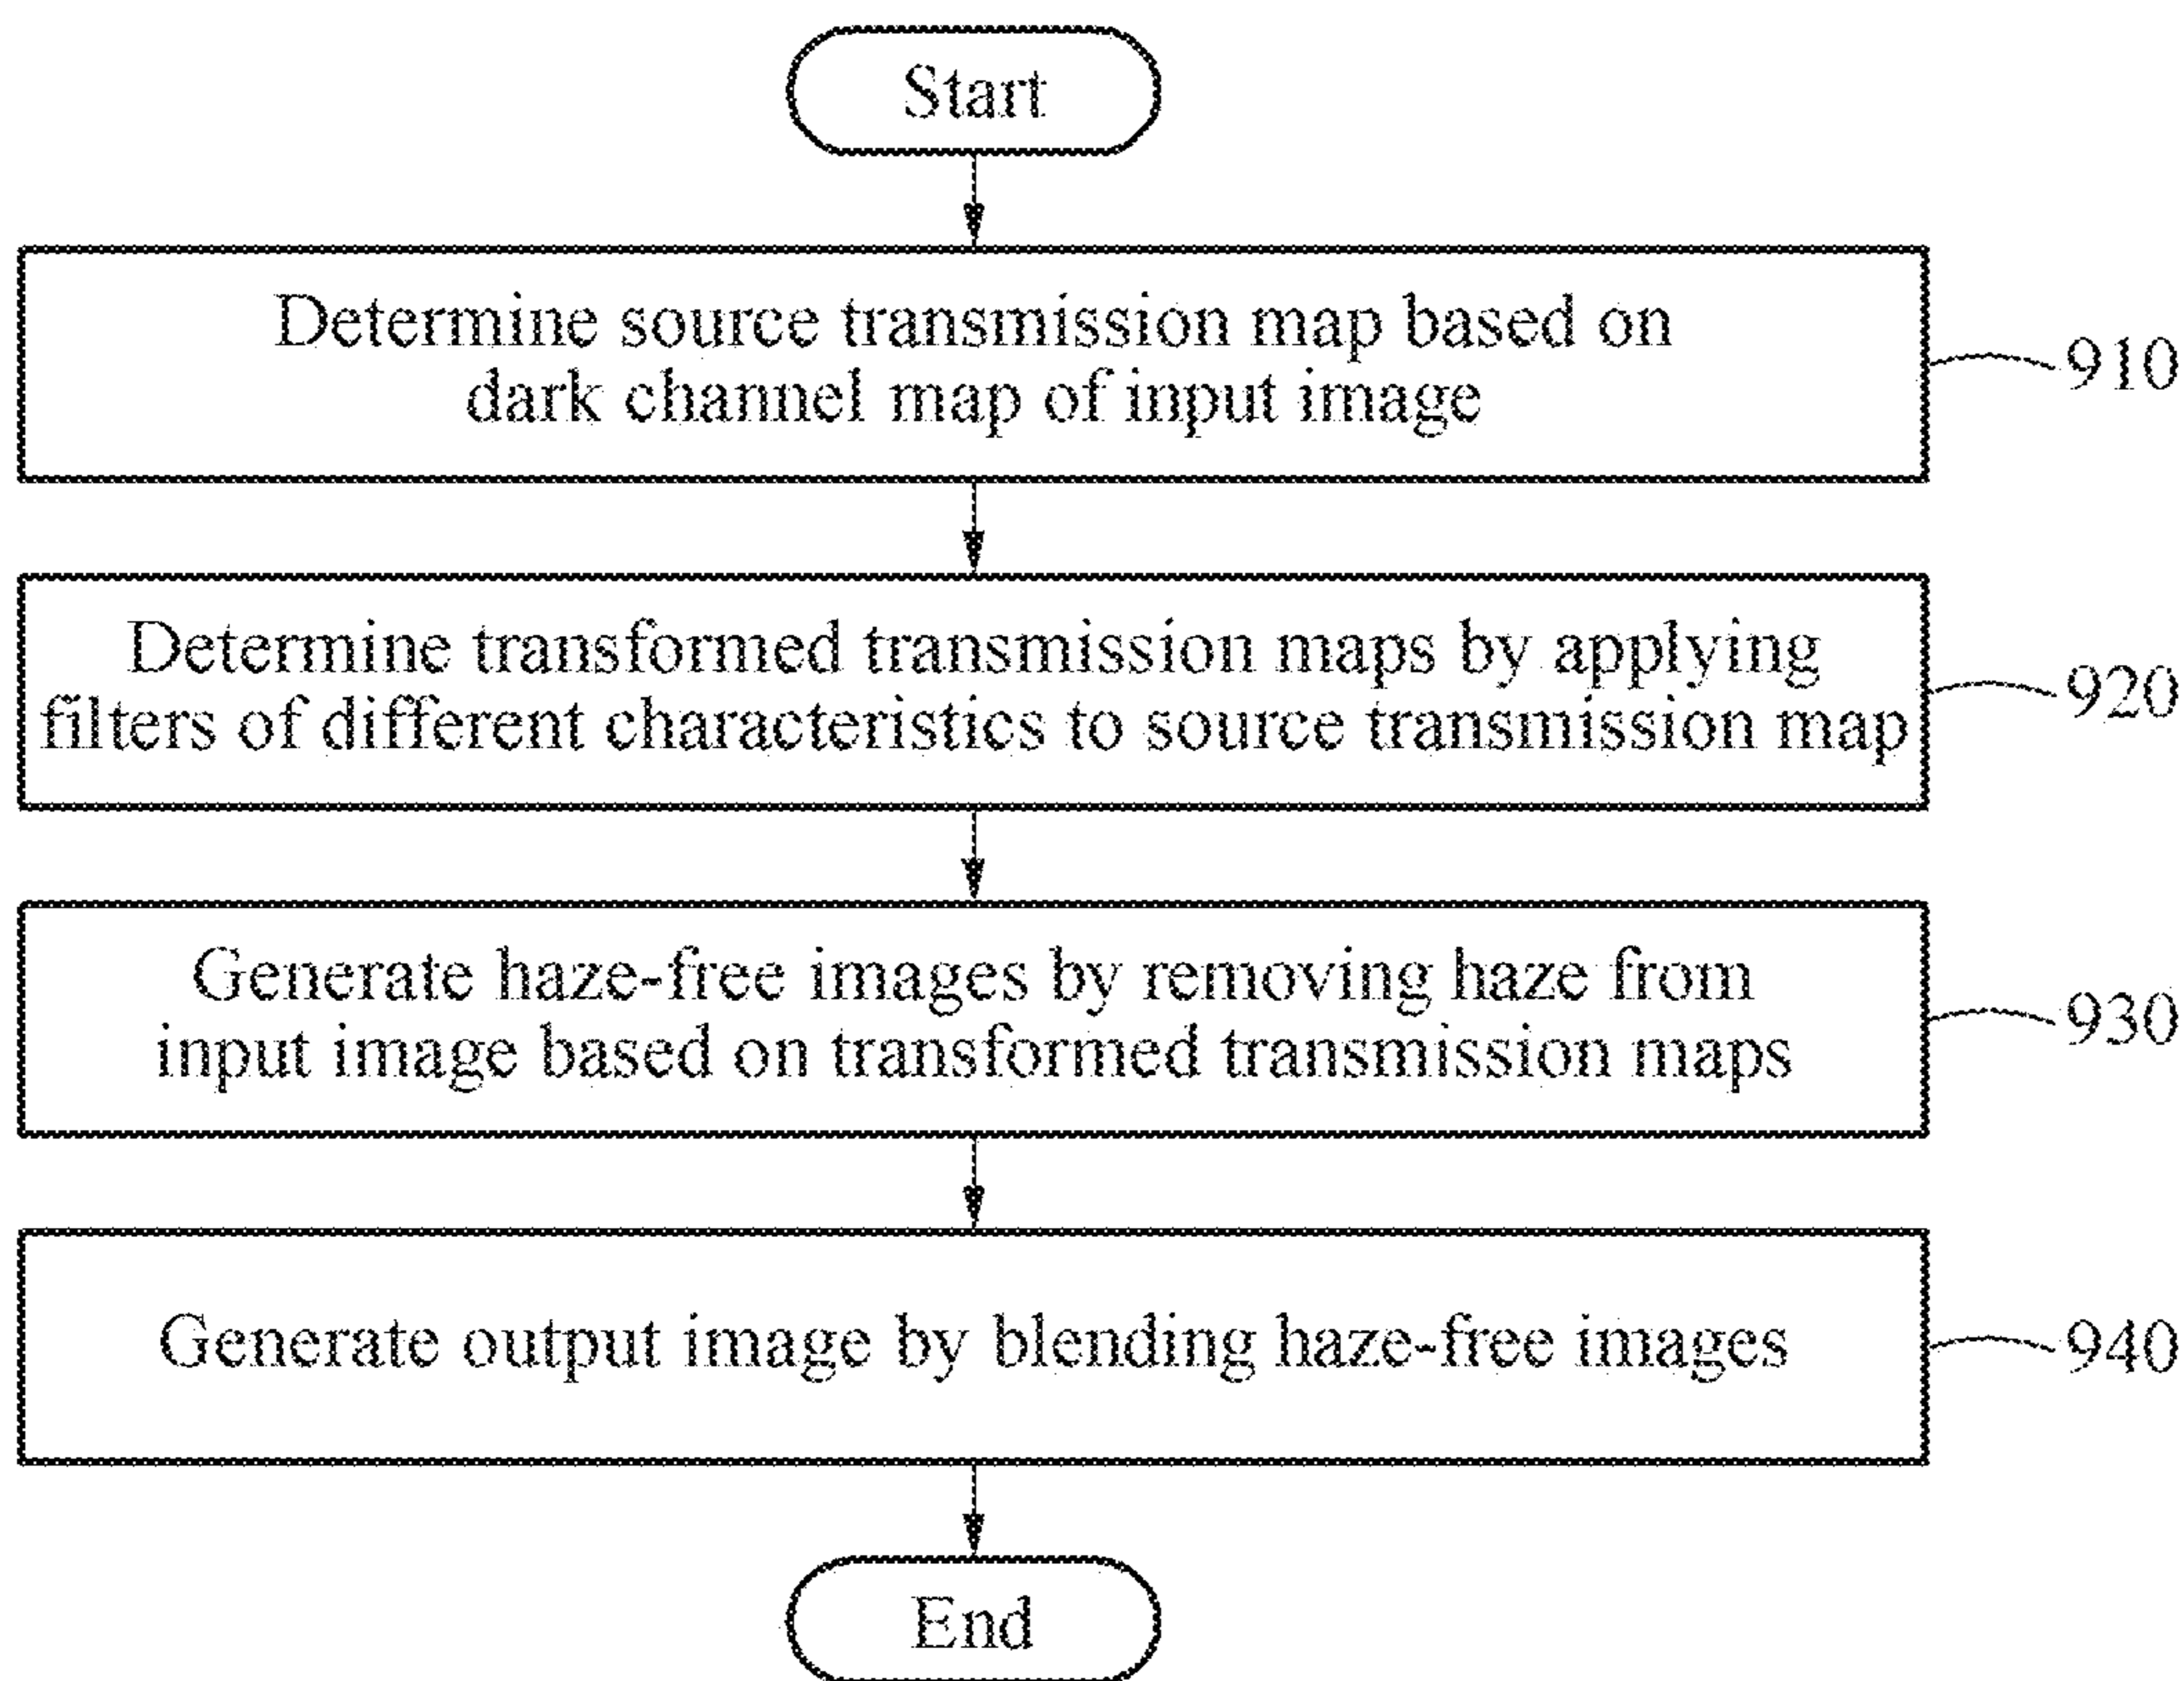 Start
Determine source transmission map based on
dark channel map of input image
910
Determine transformed transmission maps by applying
filters of different characteristics to source transmission map
920
Generate haze-free images by removing haze from
input image based on transformed transmission maps
930
Generate output image by blending haze-free images
940
End